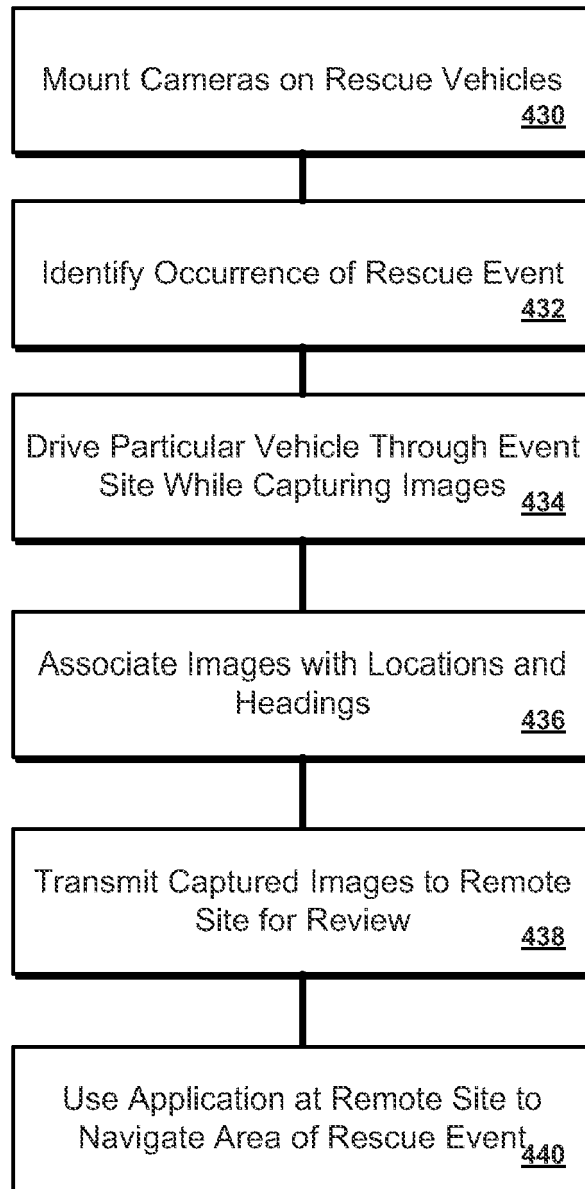 Mount Cameras on Rescue Vehicles
430
Identify Occurrence of Rescue Event
432
Drive Particular Vehicle Through Event
Site While Capturing Images
434
Associate Images with Locations and
Headings
436
Transmit Captured Images to Remote
Site for Review
438
Use Application at Remote Site to
Navigate Area of Rescue Event
440